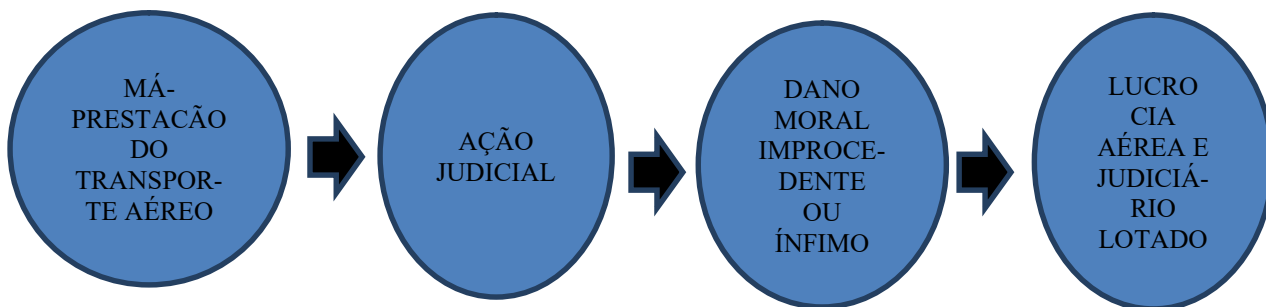 MÁ-
PRESTACÃO
DO
TRANSPOR-
TE AÉREO
AÇÃO
JUDICIAL
DANO
MORAL
IMPROCE-
DENTE
OU
ÍNFIMO
LUCRO
CIA
AÉREA E
JUDICIÁ-
RIO
LOTADO